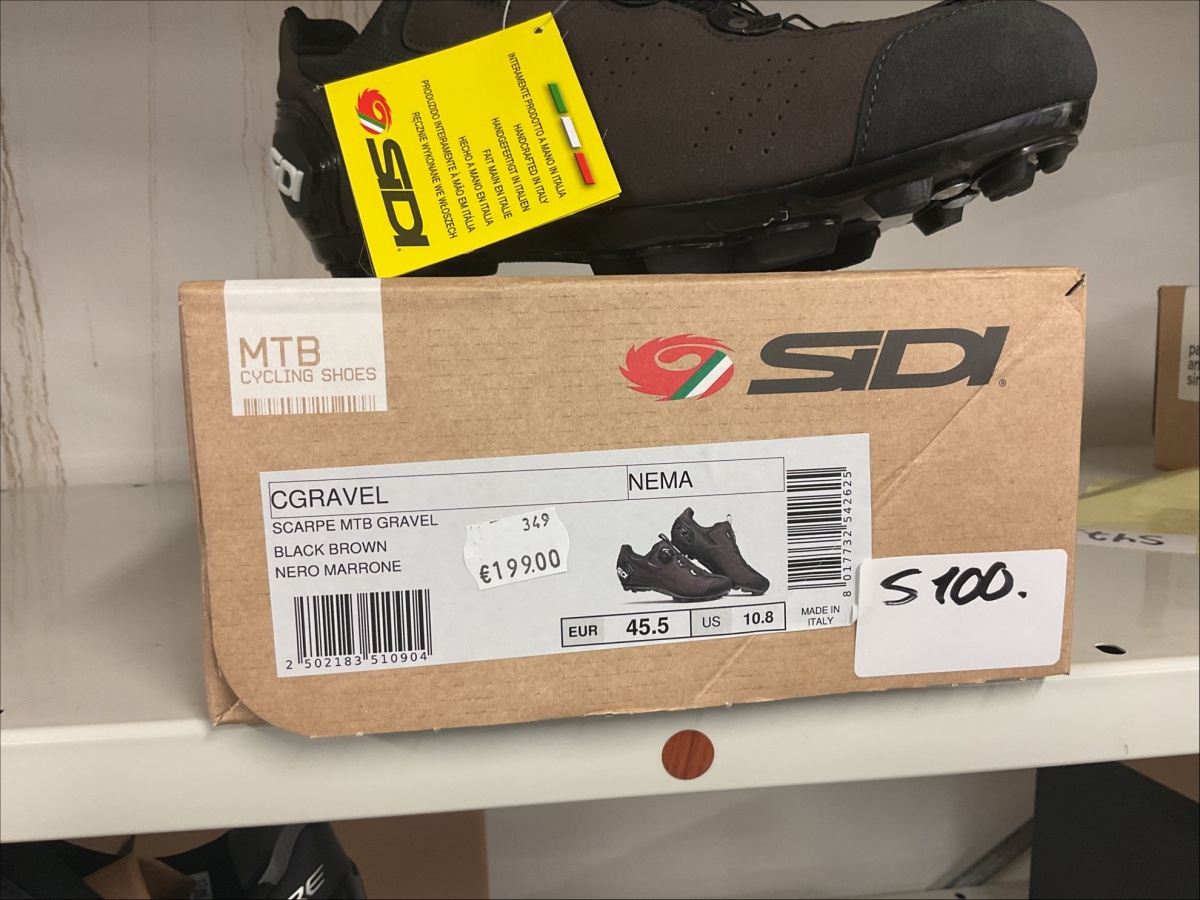 INTERAMENTE PRODOTTO A MANO IN ITALIA
HANDCRAFTED IN ITALY
HANDGEFERTIGT IN ITALIEN
FAIT MAIN EN ITALIE
HECHO A MANO EN ITALIA
PRODUZIDO INTEIRAMENTE À MÃO EM ITÁLIA
RĘCZNIE WYKONANE WE WŁOSZECH
SIDI®
MTB
CYCLING SHOES
SIDI®
CGRAVEL
NEMA
SCARPE MTB GRAVEL
BLACK BROWN
NERO MARRONE
349
€199.00
2 502183 510904
EUR 45.5 US 10.8
8 017732 542625
MADE IN
ITALY
S 100.